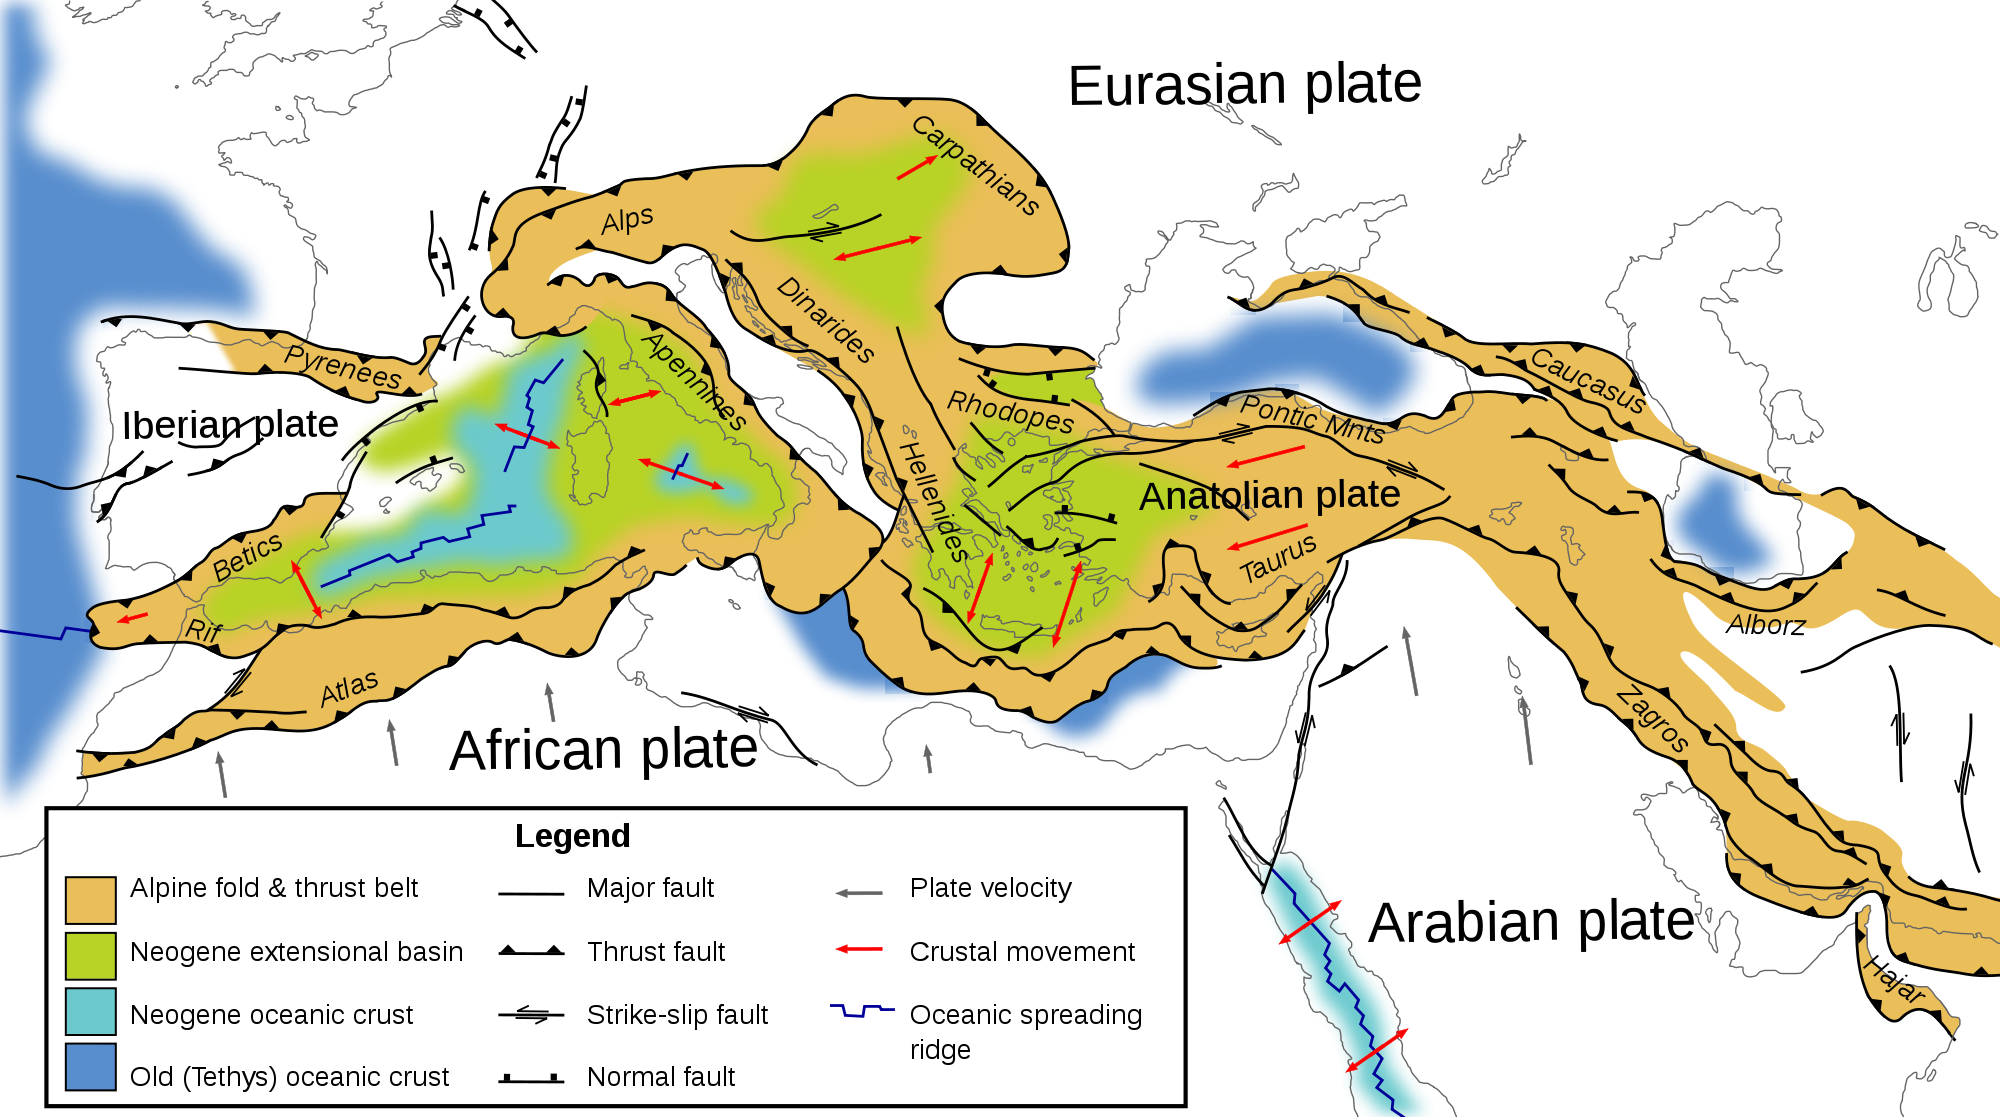 Eurasian plate
Carpathians
Alps
Dinarides
Pyrenees
Apennines
Caucasus
Iberian plate
Rhodopes
Pontic Mnts
Hellenides
Anatolian plate
Betics
Taurus
Rif
Alborz
Atlas
Zagros
African plate
Arabian plate
Hajar
Legend
Alpine fold & thrust belt
Major fault
Plate velocity
Neogene extensional basin
Thrust fault
Crustal movement
Neogene oceanic crust
Strike-slip fault
Oceanic spreading
ridge
Old (Tethys) oceanic crust
Normal fault